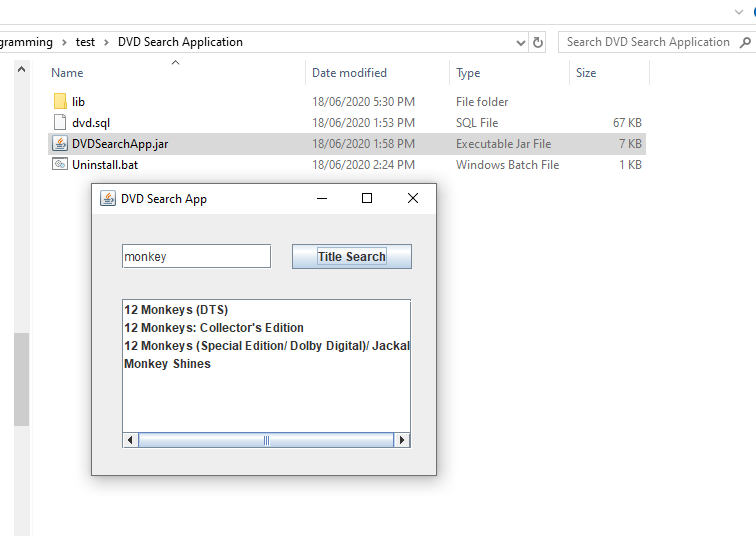 gramming > test > DVD Search Application
Search DVD Search Application
Name Date modified Type Size
lib 18/06/2020 5:30 PM File folder
dvd.sql 18/06/2020 1:53 PM SQL File 67 KB
DVDSearchApp.jar 18/06/2020 1:58 PM Executable Jar File 7 KB
Uninstall.bat 18/06/2020 2:24 PM Windows Batch File 1 KB
DVD Search App
monkey Title Search
12 Monkeys (DTS)
12 Monkeys: Collector's Edition
12 Monkeys (Special Edition/ Dolby Digital)/ Jackal
Monkey Shines